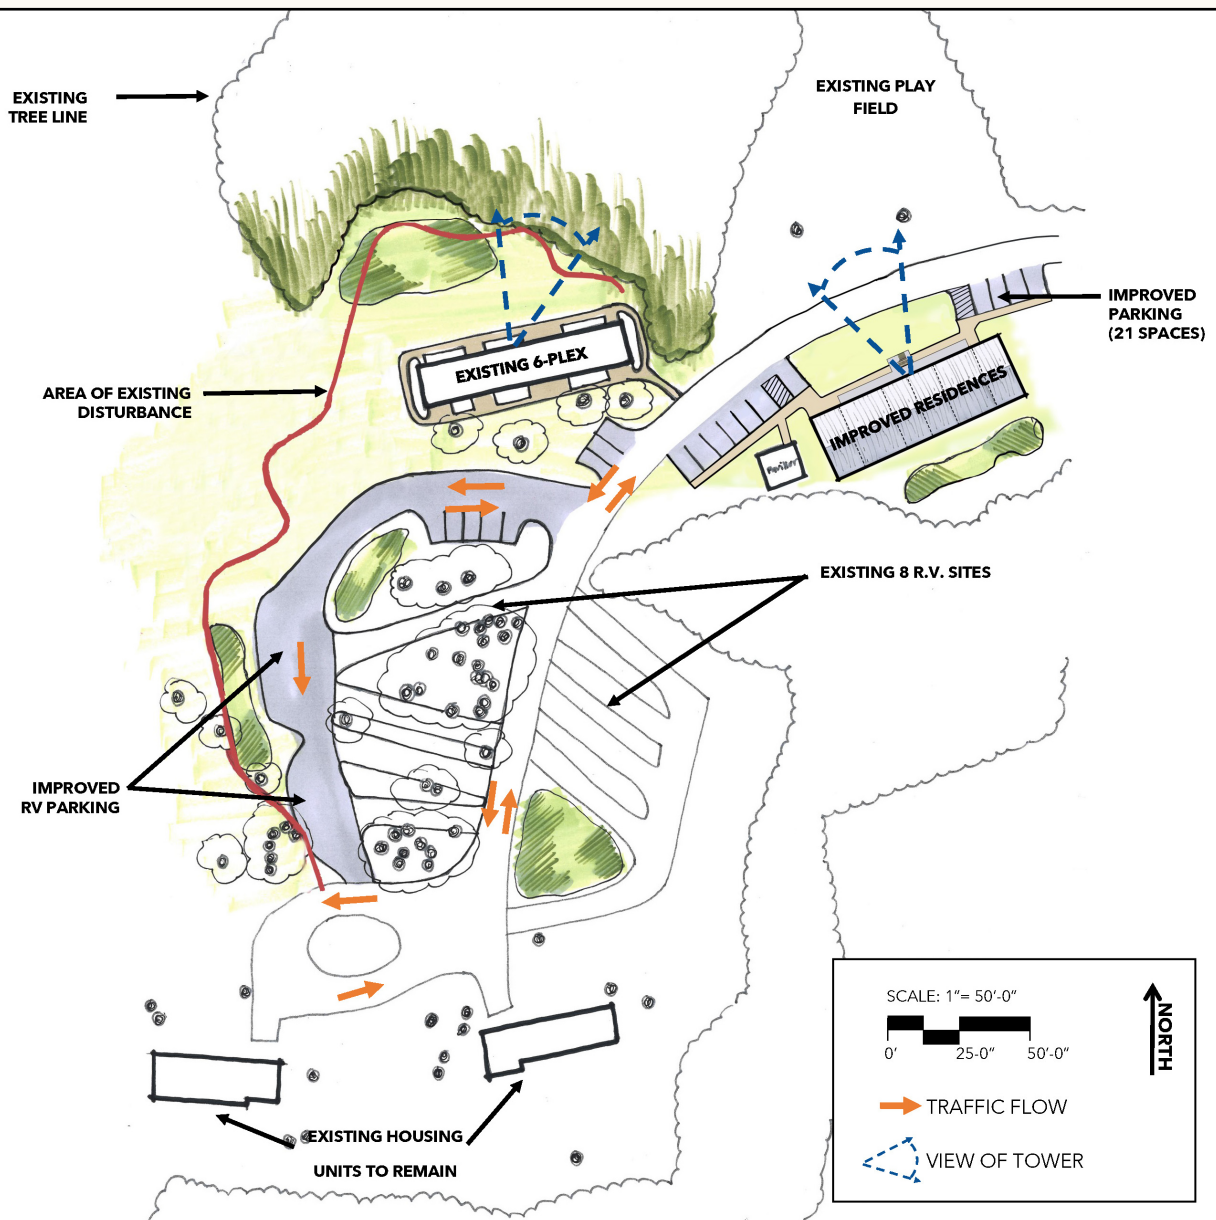 EXISTING
TREE LINE
EXISTING PLAY
FIELD
IMPROVED
PARKING
(21 SPACES)
EXISTING 6-PLEX
AREA OF EXISTING
DISTURBANCE
IMPROVED RESIDENCES
Pavilion
EXISTING 8 R.V. SITES
IMPROVED
RV PARKING
EXISTING HOUSING
UNITS TO REMAIN
SCALE: 1"= 50'-0"
0' 25-0" 50'-0"
NORTH
TRAFFIC FLOW
VIEW OF TOWER